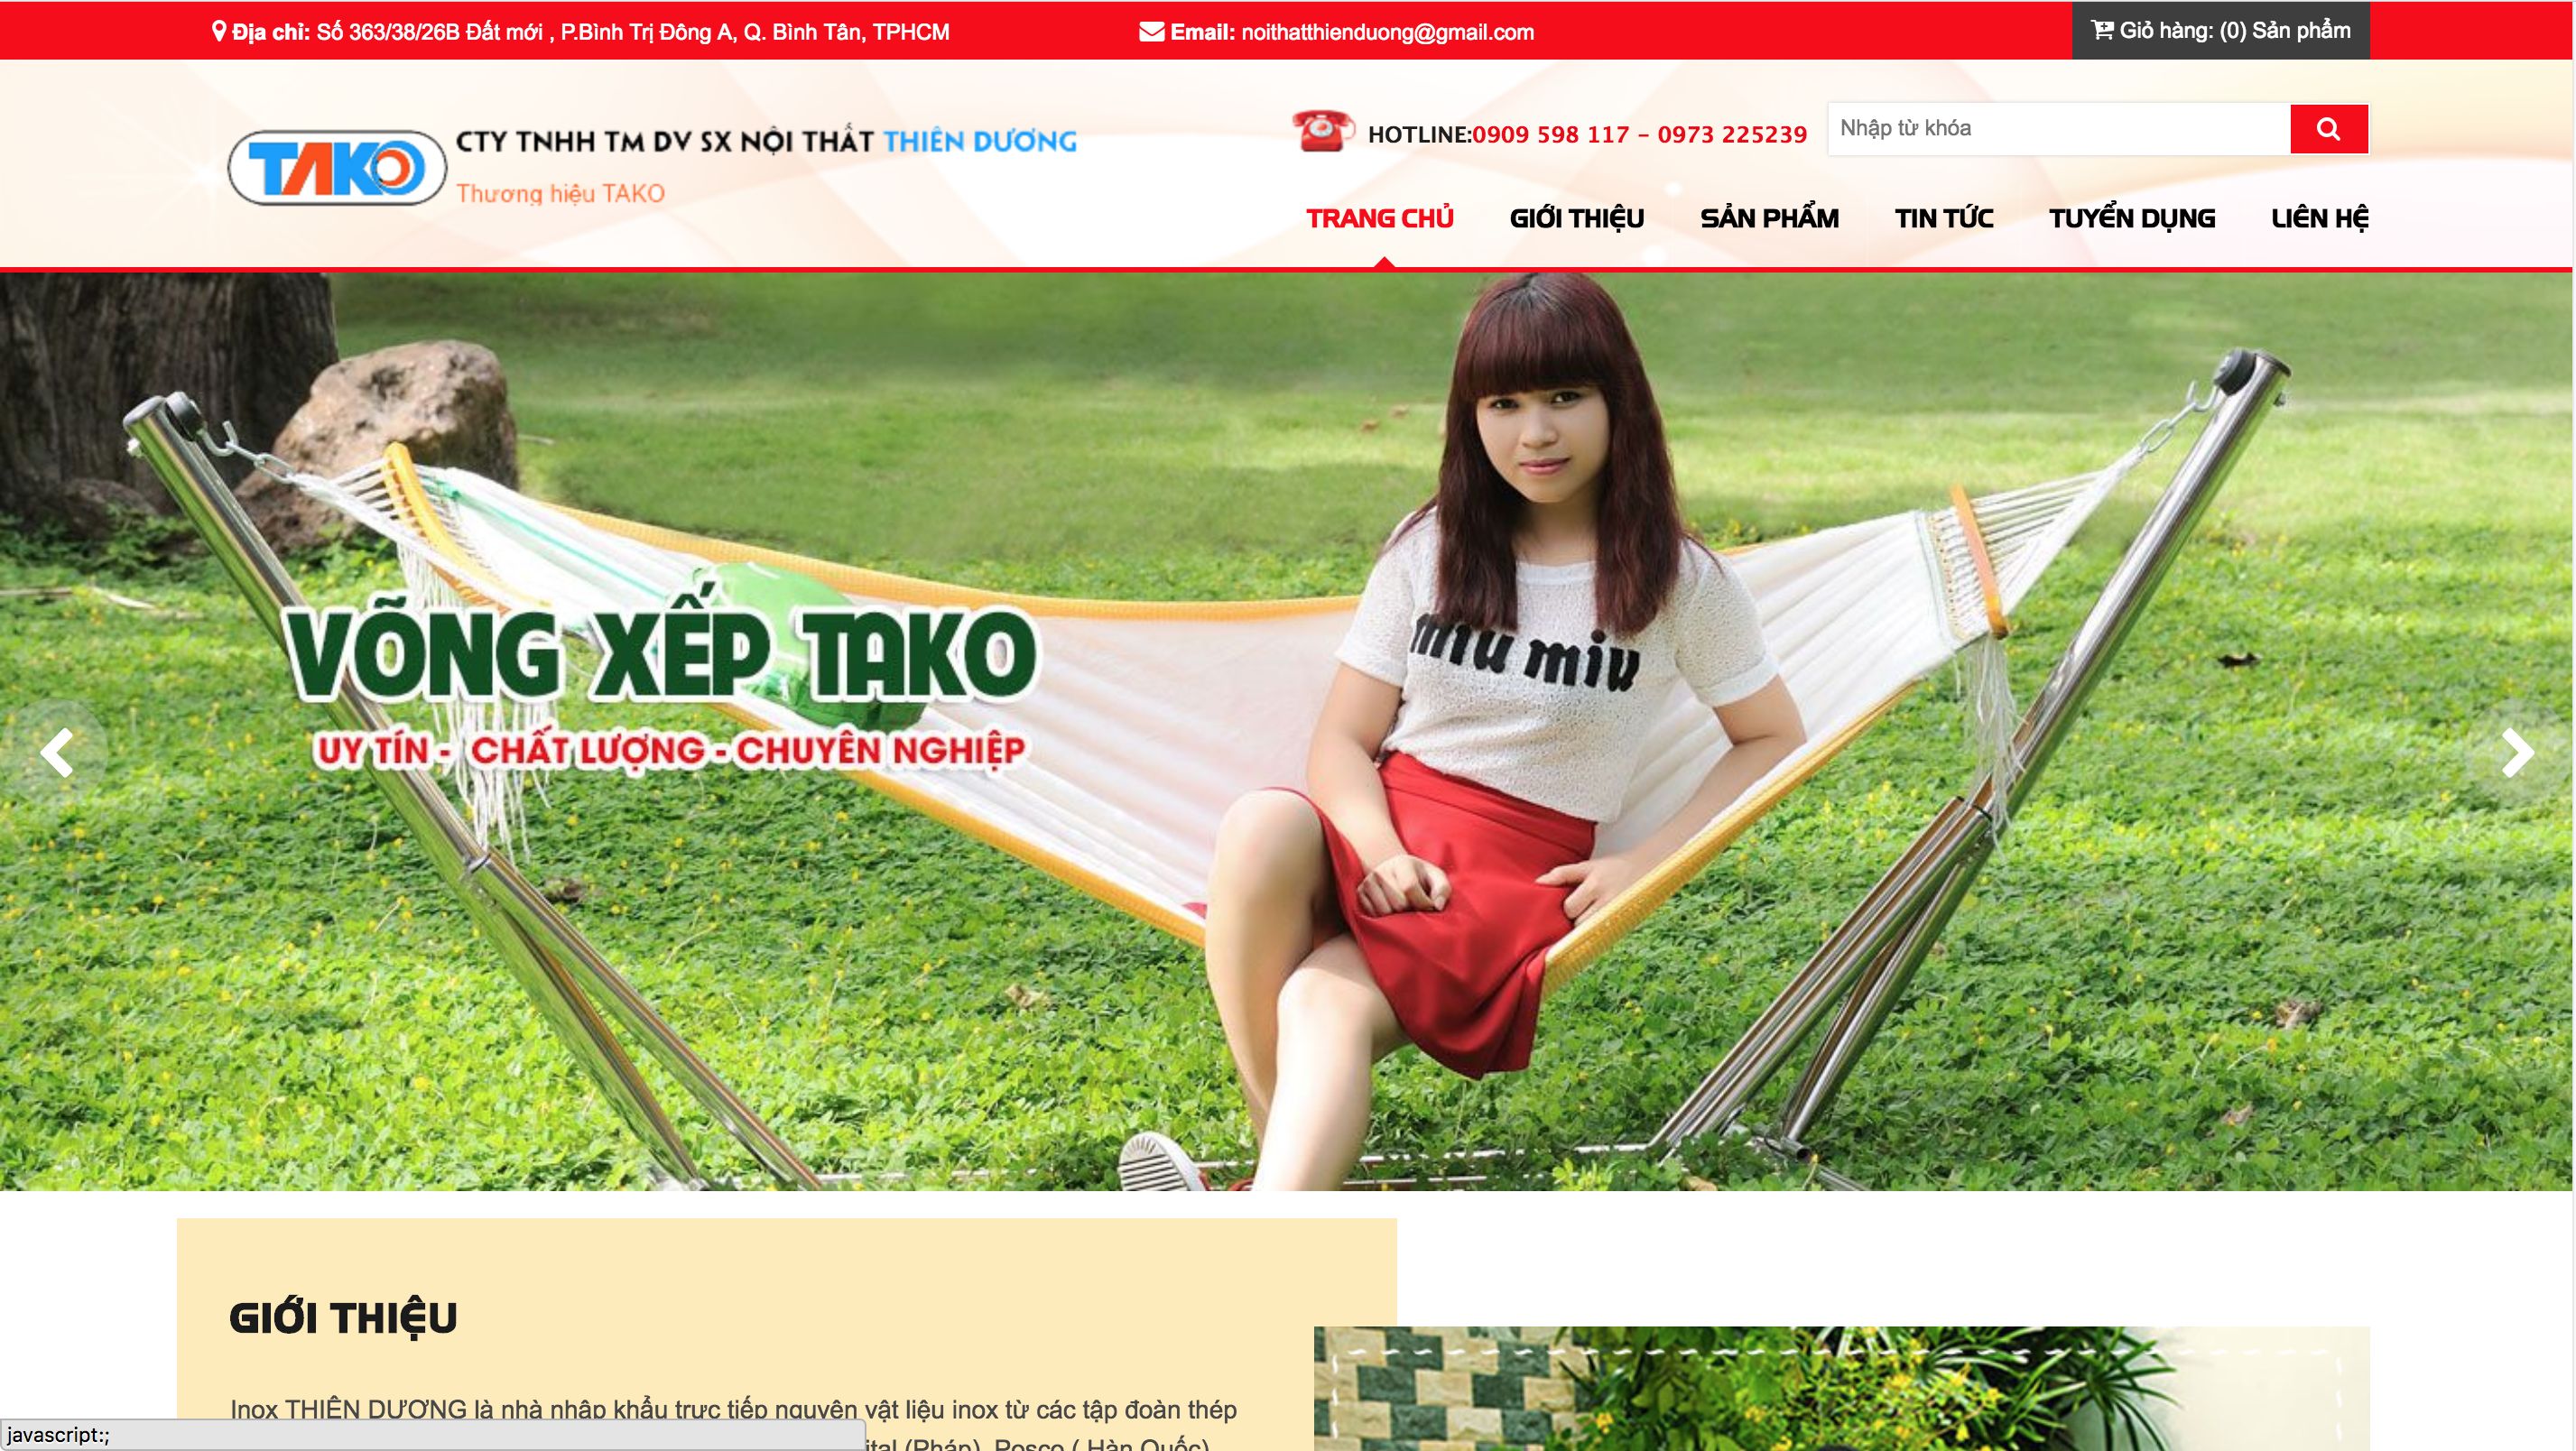 Địa chỉ: Số 363/38/26B Đất mới , P.Bình Trị Đông A, Q. Bình Tân, TPHCM
Email: noithatthienduong@gmail.com
Giỏ hàng: (0) Sản phẩm
TAKO
CTY TNHH TM DV SX NỘI THẤT THIÊN DƯƠNG
Thương hiệu TAKO
HOTLINE:0909 598 117 - 0973 225239
Nhập từ khóa
TRANG CHỦ
GIỚI THIỆU
SẢN PHẨM
TIN TỨC
TUYỂN DỤNG
LIÊN HỆ
miu miu
VÕNG XẾP TAKO
UY TÍN - CHẤT LƯỢNG - CHUYÊN NGHIỆP
GIỚI THIỆU
Inox THIÊN DƯƠNG là nhà nhập khẩu trực tiếp nguyên vật liệu inox từ các tập đoàn thép
(Pháp), Posco ( Hàn Quốc)
javascript:;